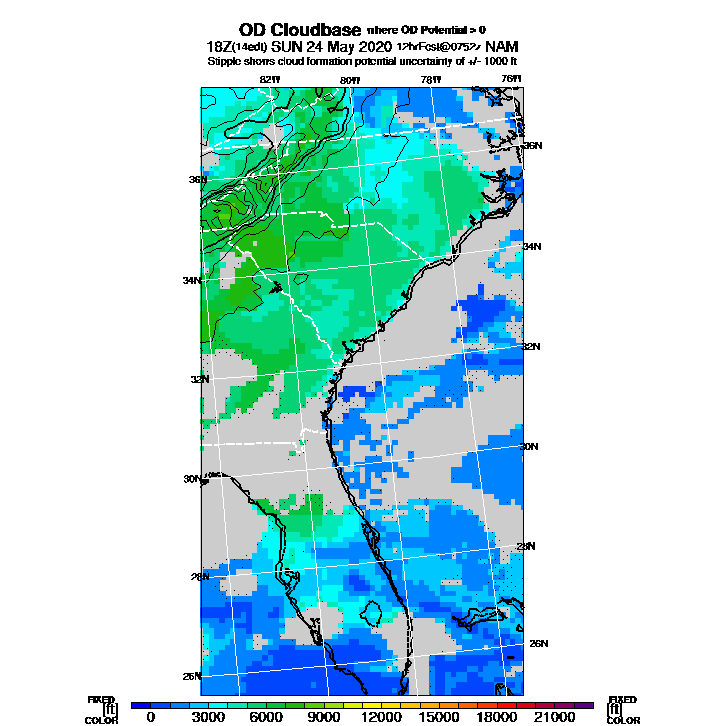 OD Cloudbase where OD Potential > 0
18Z(14edt) SUN 24 May 2020 12hrFcst@0752z NAM
Stipple shows cloud formation potential uncertainty of +/- 1000 ft
82W 80W 78W 76W
36N
36N
34N
34N
32N
32N
30N
30N
28N
28N
26N
26N
FIXED FIXED
[ft] 0 3000 6000 9000 12000 15000 18000 21000 [ft]
COLOR COLOR